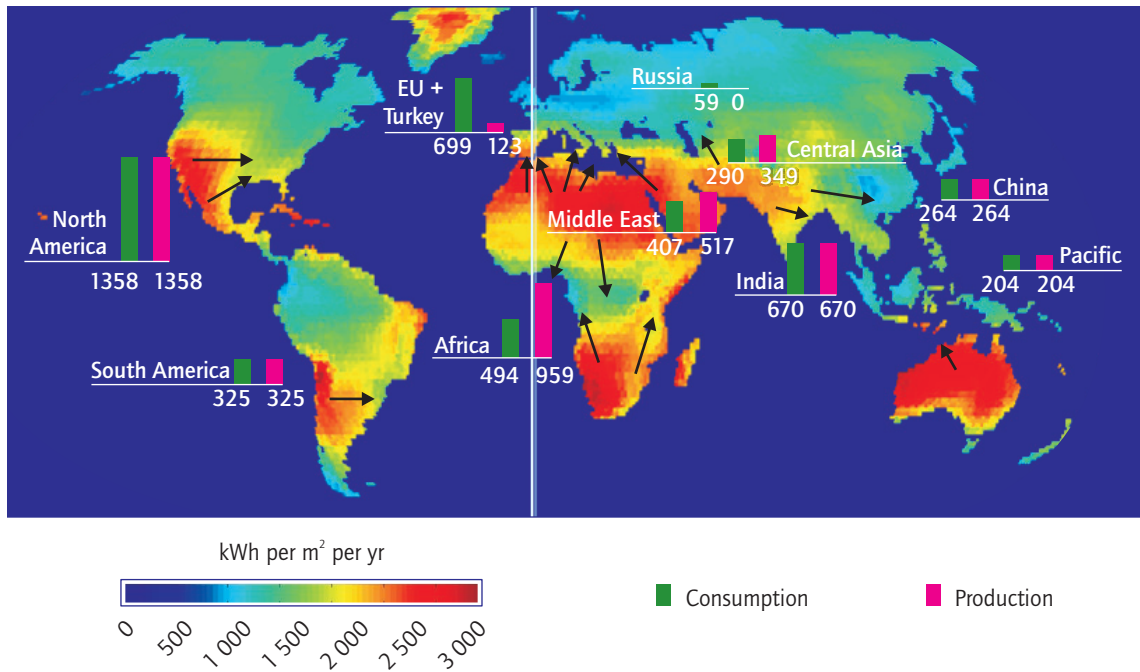 EU +
Turkey
699 123
Russia
59 0
Central Asia
290 349
China
264 264
North
America
1358 1358
Middle East
407 517
Pacific
204 204
India
670 670
Africa
494 959
South America
325 325
kWh per m² per yr
0 500 1 000 1 500 2 000 2 500 3 000
Consumption
Production